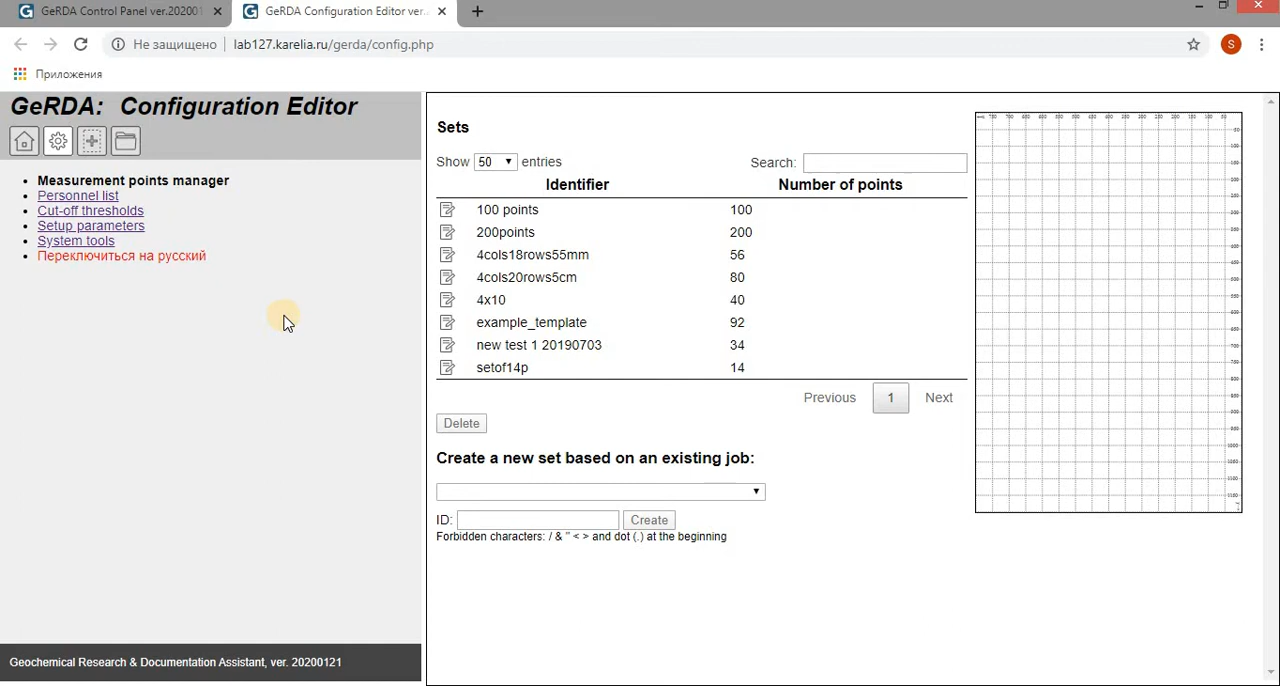 GeRDA Control Panel ver.20200
GeRDA Configuration Editor ver.
Не защищено
lab127.karelia.ru/gerda/config.php
S
Приложения
GeRDA: Configuration Editor
Measurement points manager
Personnel list
Cut-off thresholds
Setup parameters
System tools
Переключиться на русский
Geochemical Research & Documentation Assistant, ver. 20200121
Sets
Show 50 entries
Search:
Identifier Number of points
100 points 100
200points 200
4cols18rows55mm 56
4cols20rows5cm 80
4x10 40
example_template 92
new test 1 20190703 34
setof14p 14
Previous 1 Next
Delete
Create a new set based on an existing job:
ID: Create
Forbidden characters: / & " < > and dot (.) at the beginning